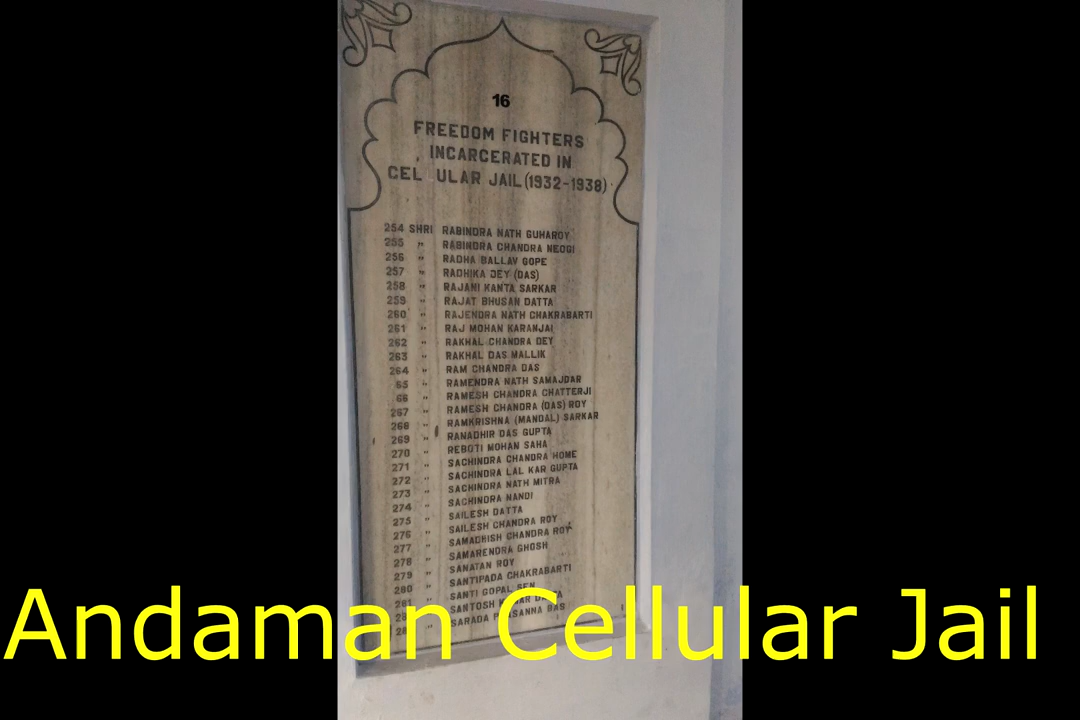 16
FREEDOM FIGHTERS
INCARCERATED IN
CEL ULAR JAIL (1932-1938)
254 SHRI RABINDRA NATH GUHAROY
255 " RABINDRA CHANDRA NEOGI
256 " RADHA BALLAV GOPE
257 " RADHIKA DEY (DAS)
258 " RAJANI KANTA SARKAR
259 " RAJAT BHUSAN DATTA
260 " RAJENDRA NATH CHAKRABARTI
261 " RAJ MOHAN KARANJAI
262 " RAKHAL CHANDRA DEY
263 " RAKHAL DAS MALLIK
264 " RAM CHANDRA DAS
65 " RAMENDRA NATH SAMAJDAR
66 " RAMESH CHANDRA CHATTERJI
267 " RAMESH CHANDRA (DAS) ROY
268 " RAMKRISHNA (MANDAL) SARKAR
269 " RANADHIR DAS GUPTA
270 " REBOTI MOHAN SAHA
271 " SACHINDRA CHANDRA HOME
272 " SACHINDRA LAL KAR GUPTA
273 " SACHINDRA NATH MITRA
274 " SACHINDRA NANDI
275 " SAILESH DATTA
276 " SAILESH CHANDRA ROY
277 " SAMADHISH CHANDRA ROY
278 " SAMARENDRA GHOSH
279 " SANATAN ROY
280 " SANTIPADA CHAKRABARTI
281 " SANTI GOPAL SEN
" SANTOSH KUMAR DATTA
" SARADA PRASANNA DAS
Andaman Cellular Jail